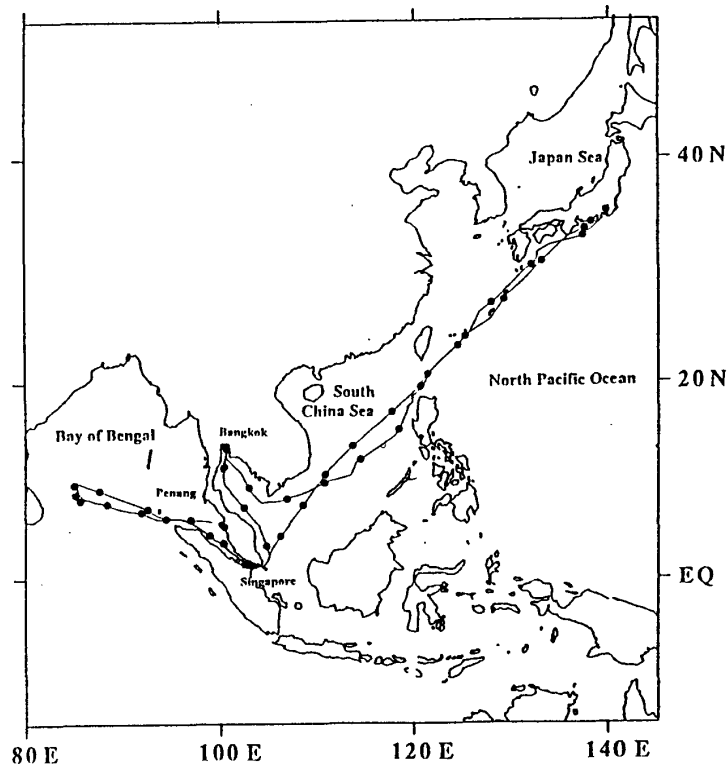 Japan Sea
40 N
South
China Sea
North Pacific Ocean
20 N
Bay of Bengal
Bangkok
Penang
Singapore
EQ
80 E
100 E
120 E
140 E